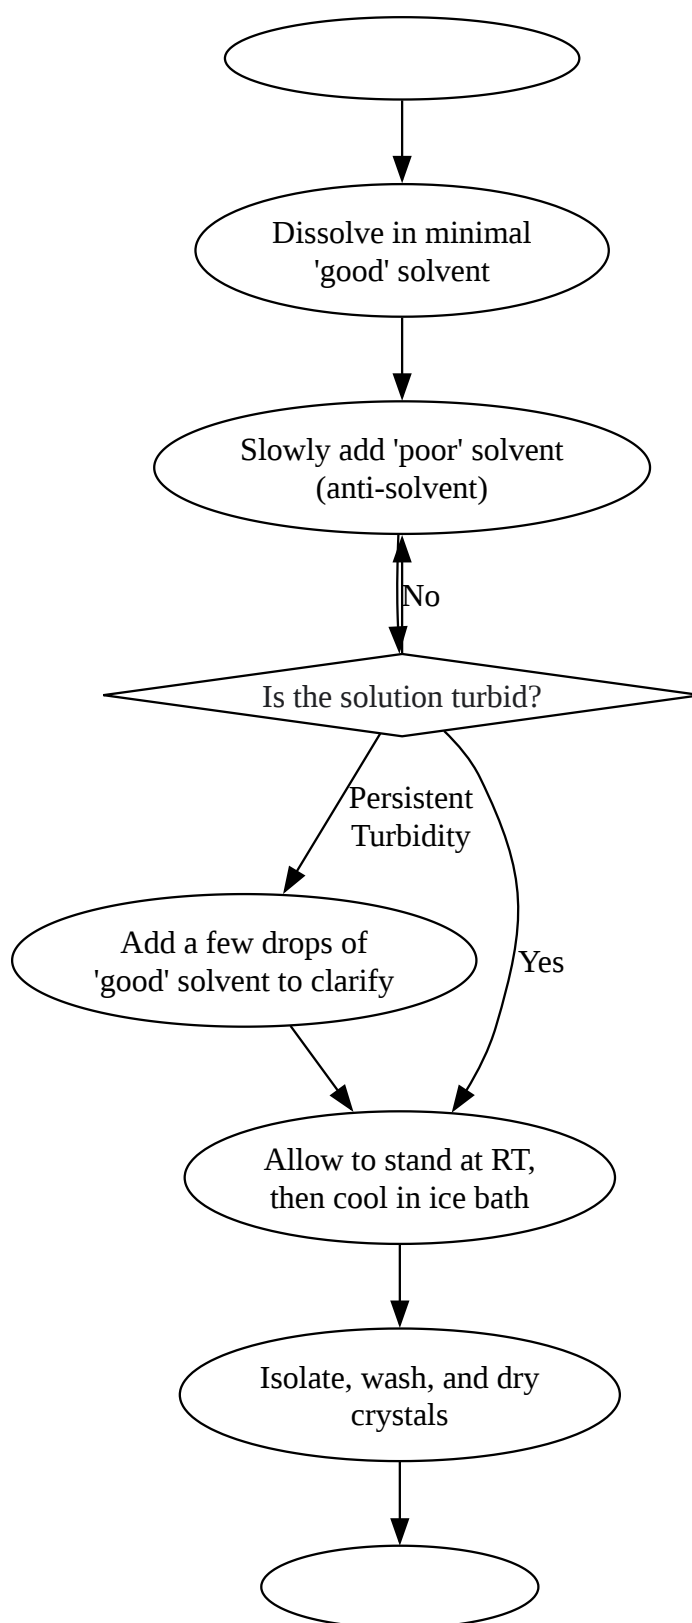 Dissolve in minimal
'good' solvent
Slowly add 'poor' solvent
(anti-solvent)
No
Is the solution turbid?
Persistent
Turbidity
Add a few drops of
'good' solvent to clarify
Yes
Allow to stand at RT,
then cool in ice bath
Isolate, wash, and dry
crystals